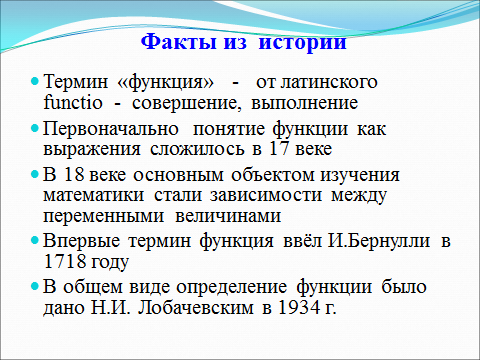 Факты из истории
Термин «функция» - от латинского
functio - совершение, выполнение
Первоначально понятие функции как
выражения сложилось в 17 веке
В 18 веке основным объектом изучения
математики стали зависимости между
переменными величинами
Впервые термин функция ввёл И.Бернулли в
1718 году
В общем виде определение функции было
дано Н.И. Лобачевским в 1934 г.